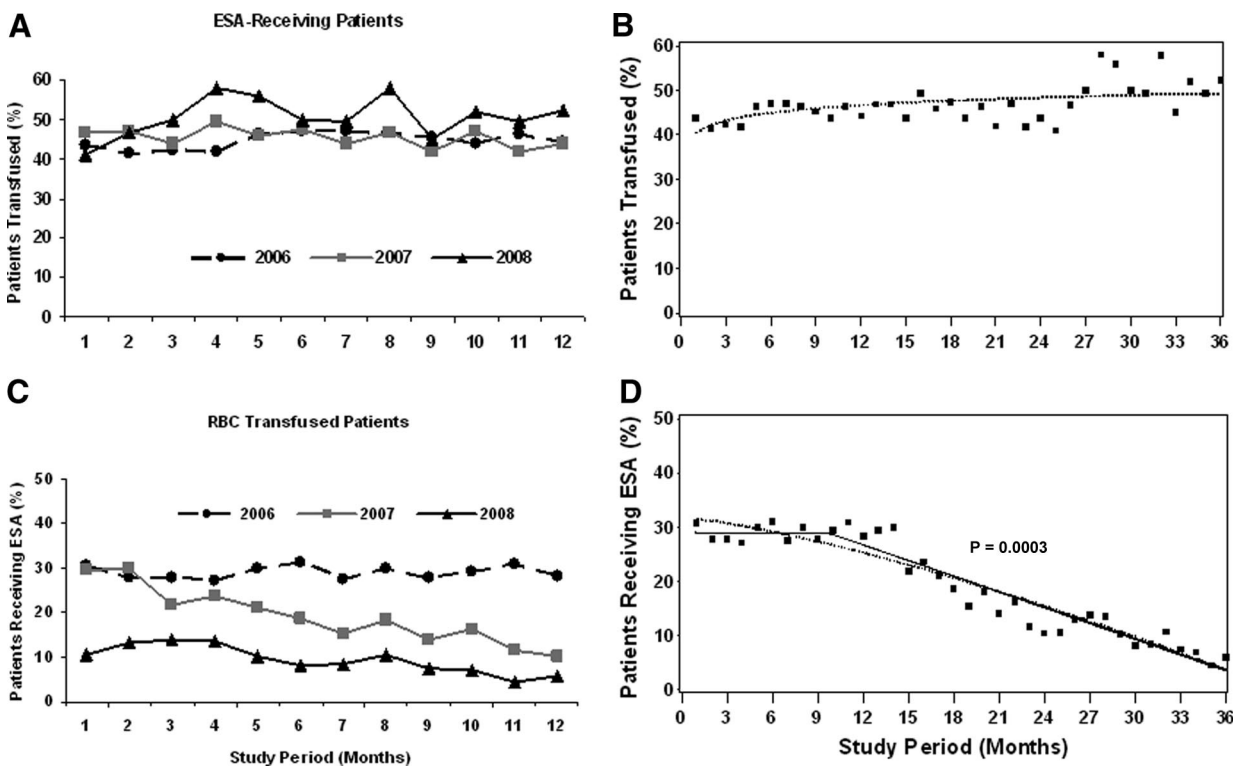 A
ESA-Receiving Patients
Patients Transfused (%)
60
50
40
30
20
10
0
2006 2007 2008
1 2 3 4 5 6 7 8 9 10 11 12
B
Patients Transfused (%)
60
50
40
30
20
10
0
0 3 6 9 12 15 18 21 24 27 30 33 36
C
RBC Transfused Patients
Patients Receiving ESA (%)
50
40
30
20
10
0
2006 2007 2008
1 2 3 4 5 6 7 8 9 10 11 12
Study Period (Months)
D
Patients Receiving ESA (%)
50
40
30
20
10
0
P = 0.0003
0 3 6 9 12 15 18 21 24 27 30 33 36
Study Period (Months)